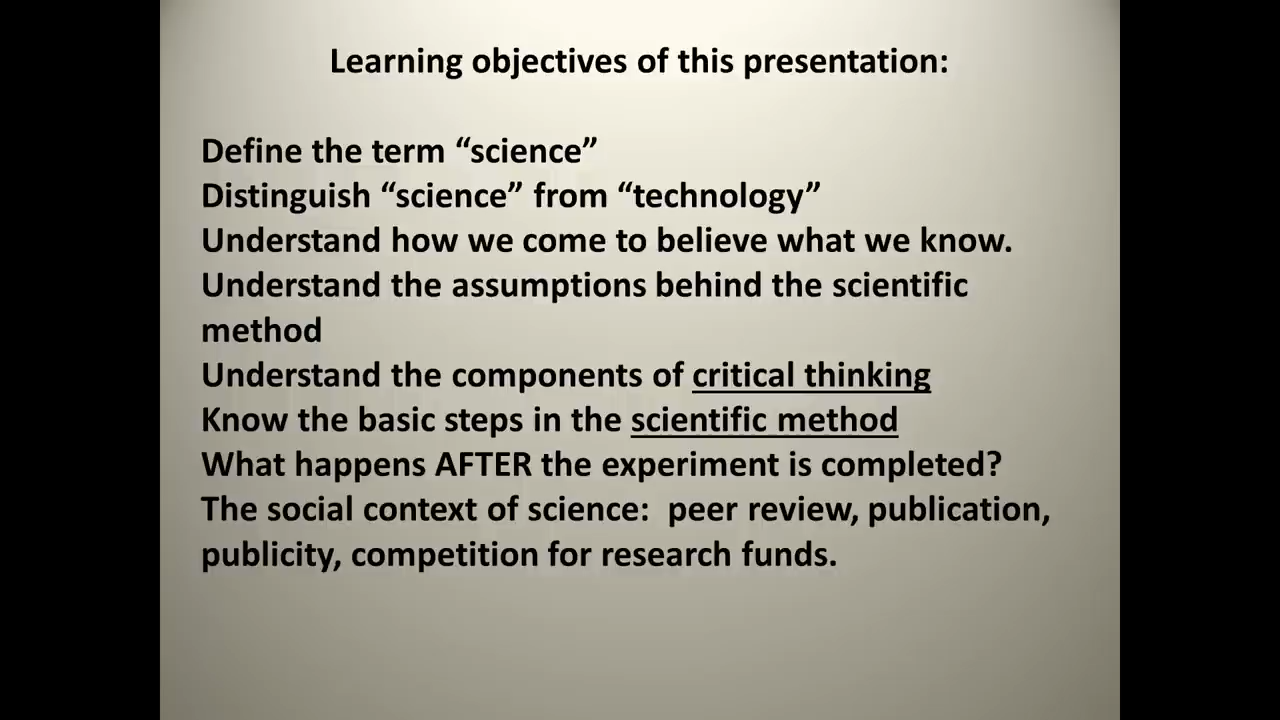 Learning objectives of this presentation:
Define the term “science”
Distinguish “science” from “technology”
Understand how we come to believe what we know.
Understand the assumptions behind the scientific
method
Understand the components of critical thinking
Know the basic steps in the scientific method
What happens AFTER the experiment is completed?
The social context of science:  peer review, publication,
publicity, competition for research funds.